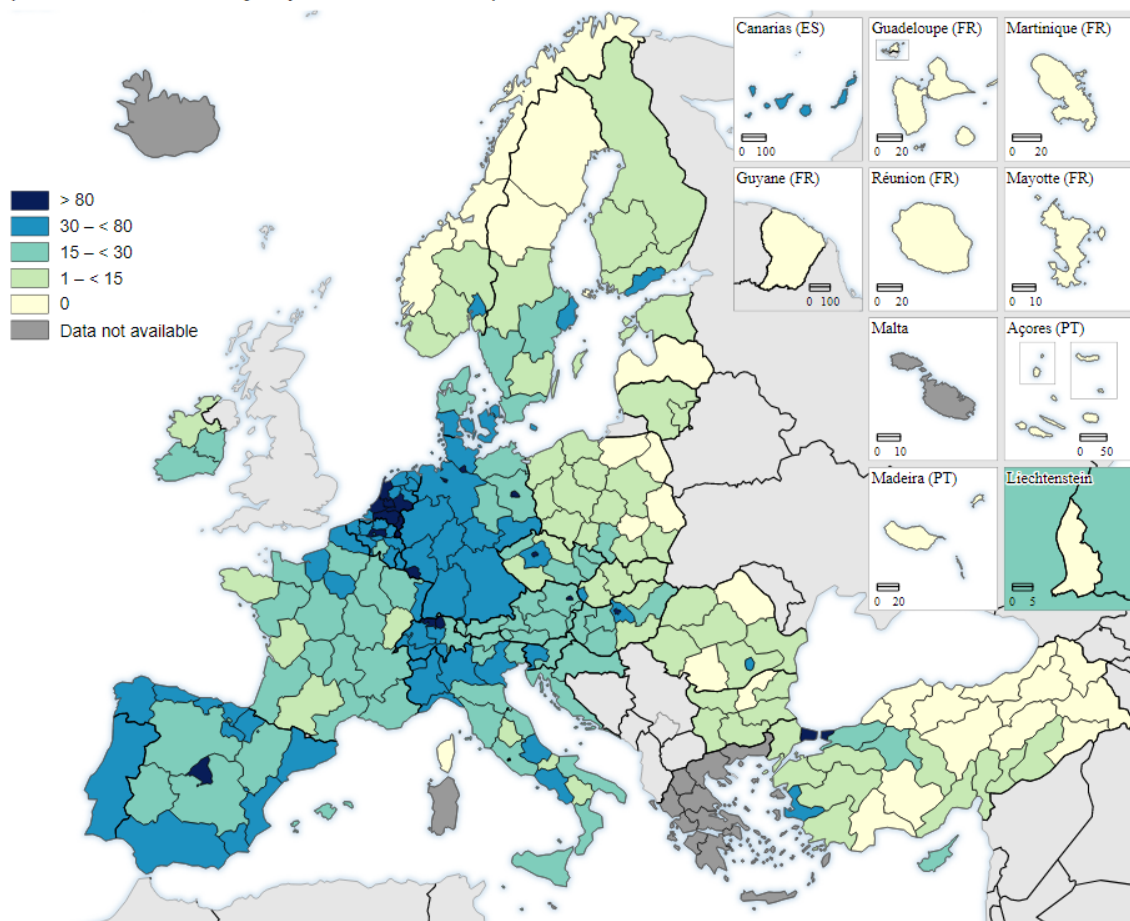 Canarias (ES)
0 100
Guadeloupe (FR)
0 20
Martinique (FR)
0 20
Guyane (FR)
0 100
Réunion (FR)
0 20
Mayotte (FR)
0 10
> 80
30 – < 80
15 – < 30
1 – < 15
0
Data not available
Malta
0 10
Açores (PT)
0 50
Madeira (PT)
0 20
Liechtenstein
0 5